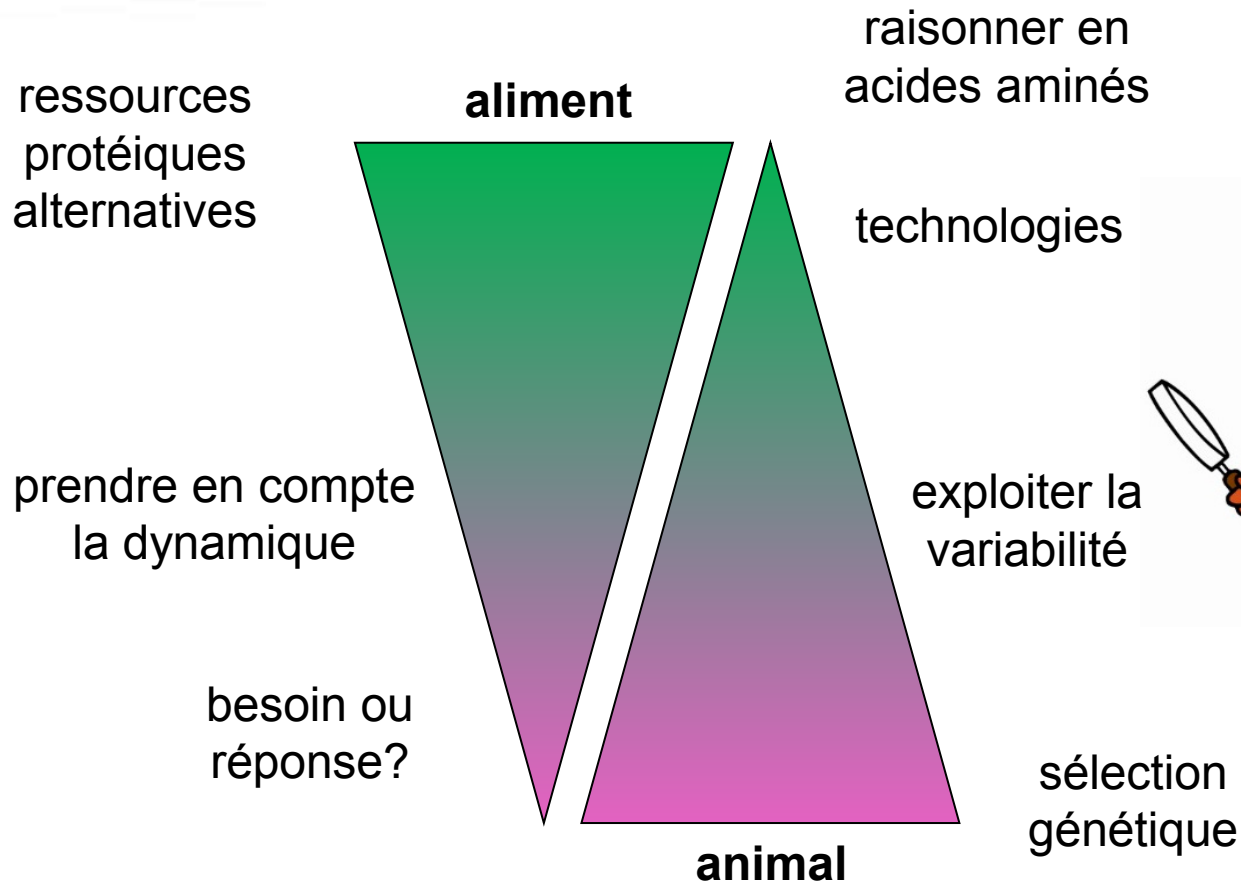 raisonner en
acides aminés
ressources
protéiques
alternatives
aliment
technologies
prendre en compte
la dynamique
exploiter la
variabilité
besoin ou
réponse?
sélection
génétique
animal